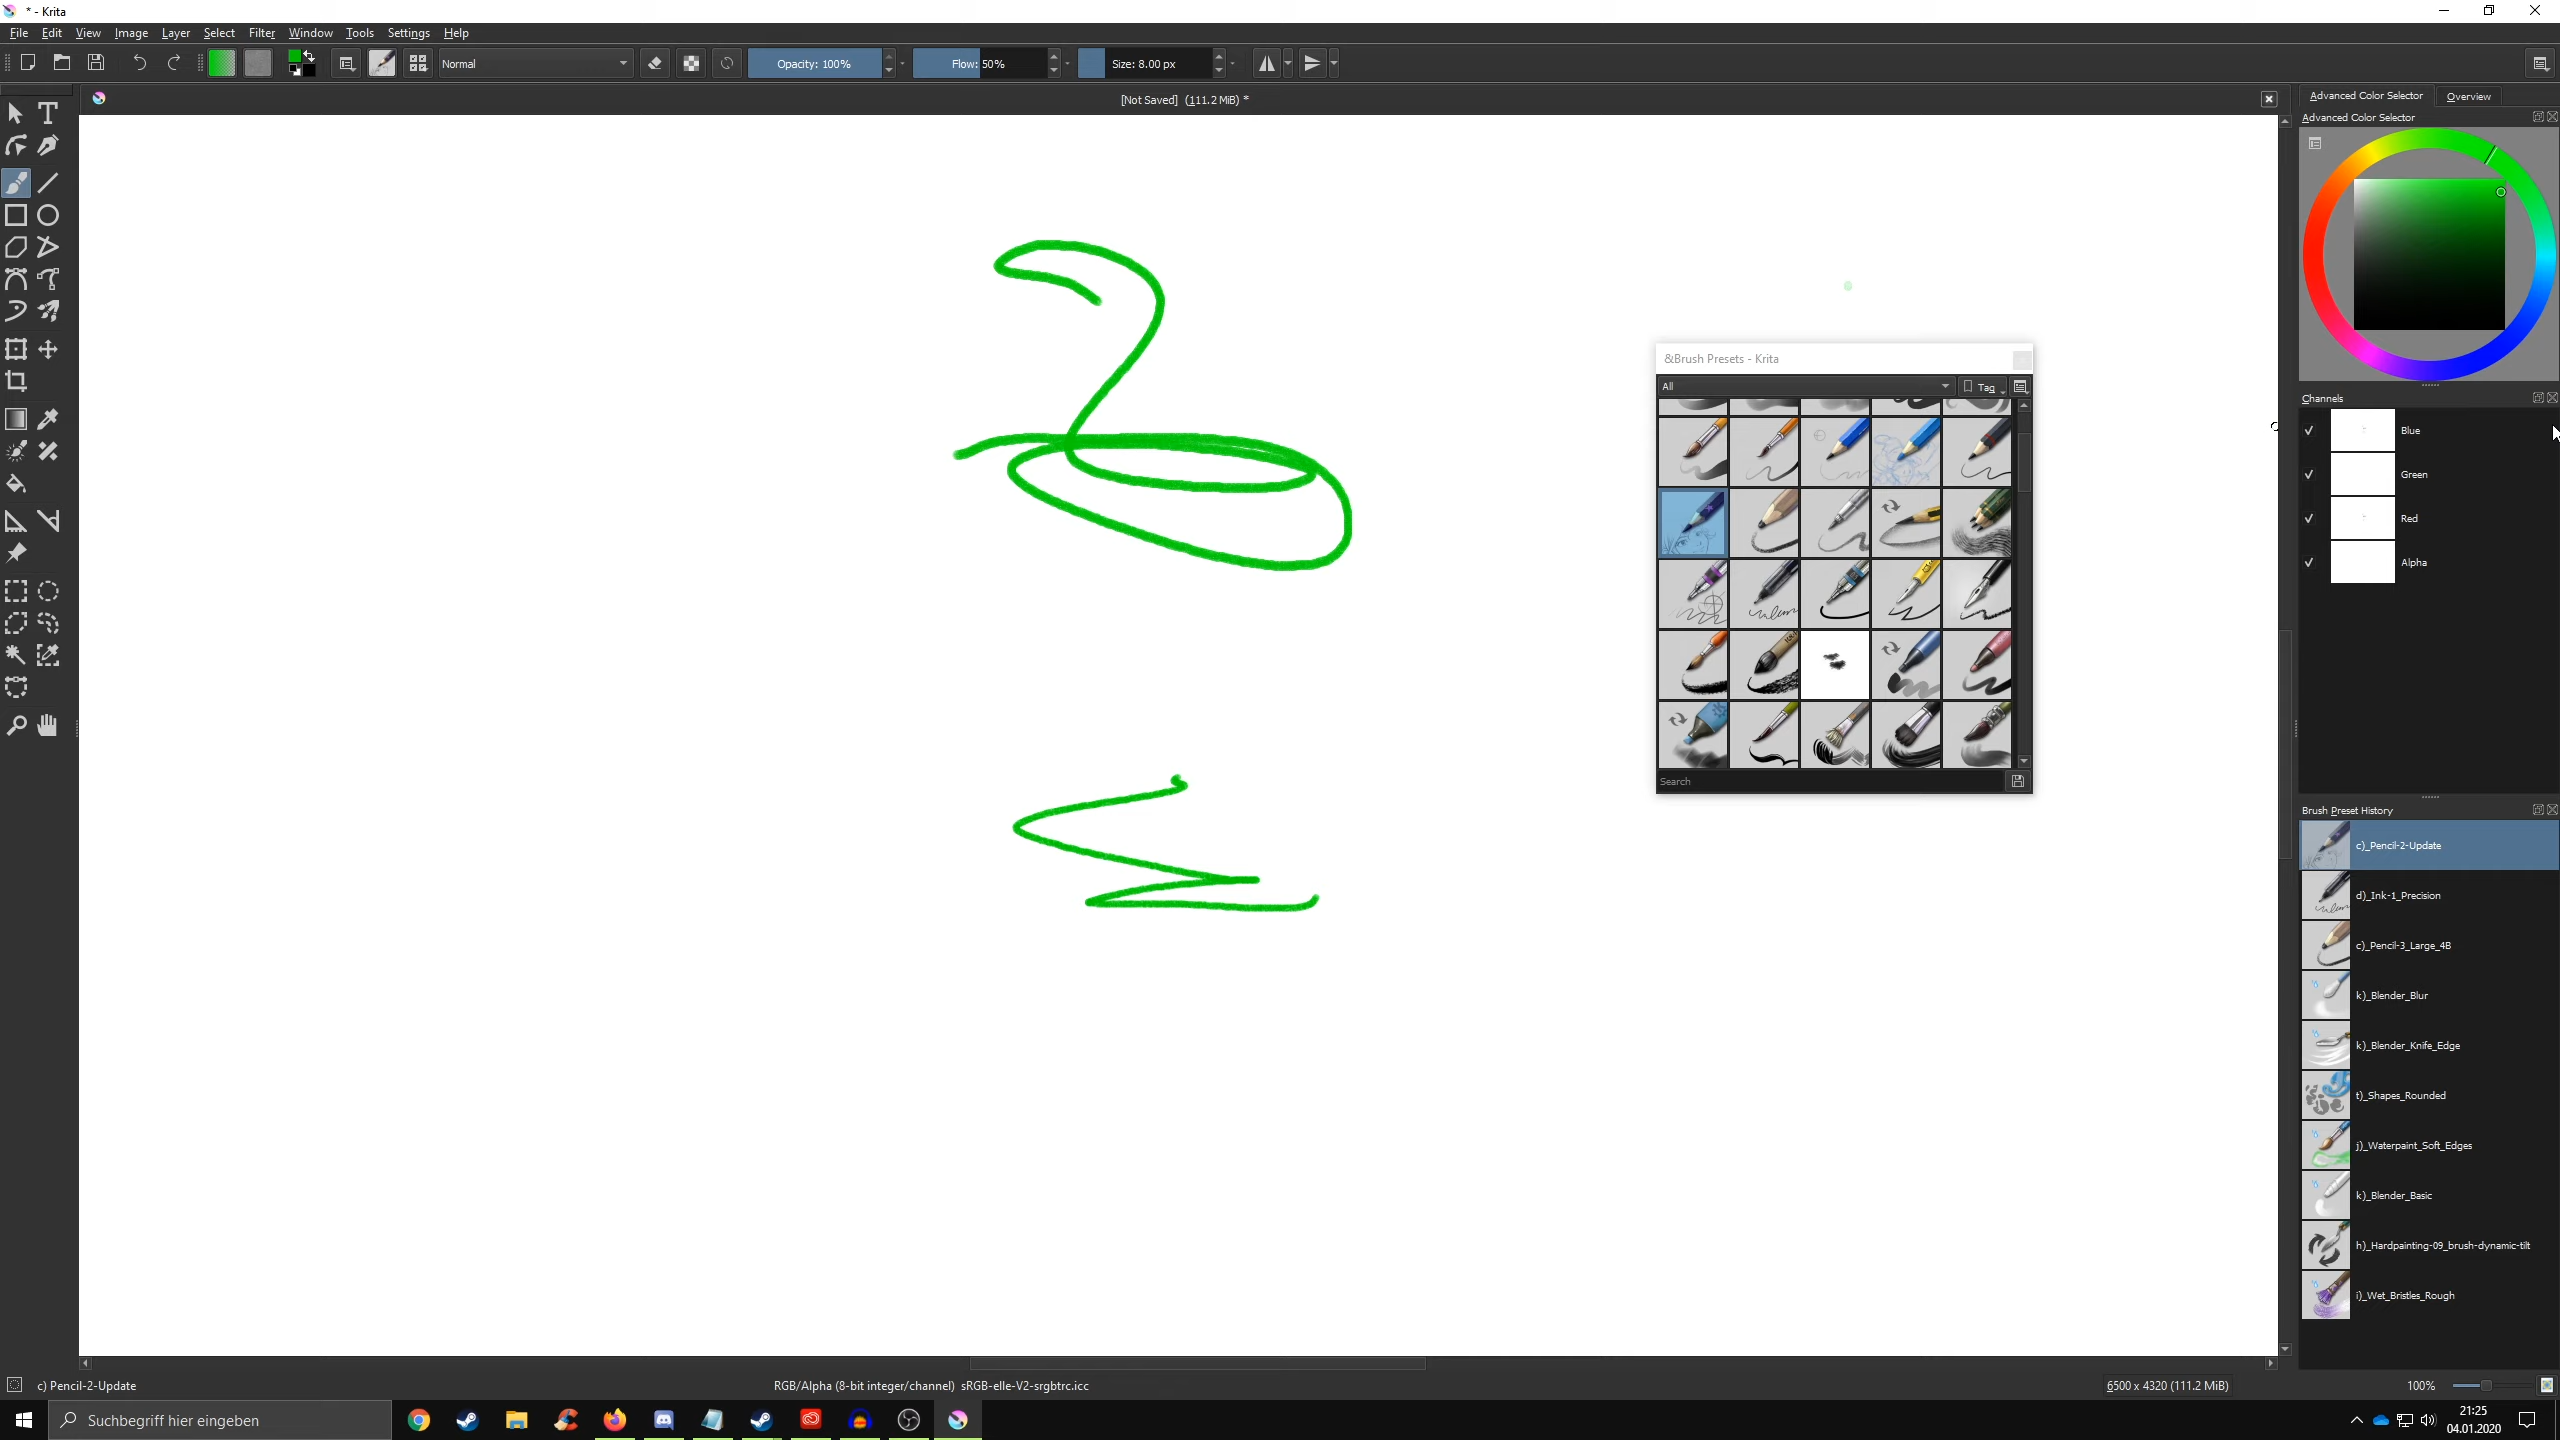 * - Krita
File Edit View Image Layer Select Filter Window Tools Settings Help
Normal Opacity: 100% Flow: 50% Size: 8.00 px
[Not Saved] (111.2 MiB) *
Advanced Color Selector Overview
Advanced Color Selector
&Brush Presets - Krita
All Tag
Search
Channels
Blue
Green
Red
Alpha
Brush Preset History
c)_Pencil-2-Update
d)_Ink-1_Precision
c)_Pencil-3_Large_4B
k)_Blender_Blur
k)_Blender_Knife_Edge
t)_Shapes_Rounded
j)_Waterpaint_Soft_Edges
k)_Blender_Basic
h)_Hardpainting-09_brush-dynamic-tilt
i)_Wet_Bristles_Rough
c) Pencil-2-Update RGB/Alpha (8-bit integer/channel) sRGB-elle-V2-srgbtrc.icc 6500 x 4320 (111.2 MiB) 100%
Suchbegriff hier eingeben
21:25
04.01.2020